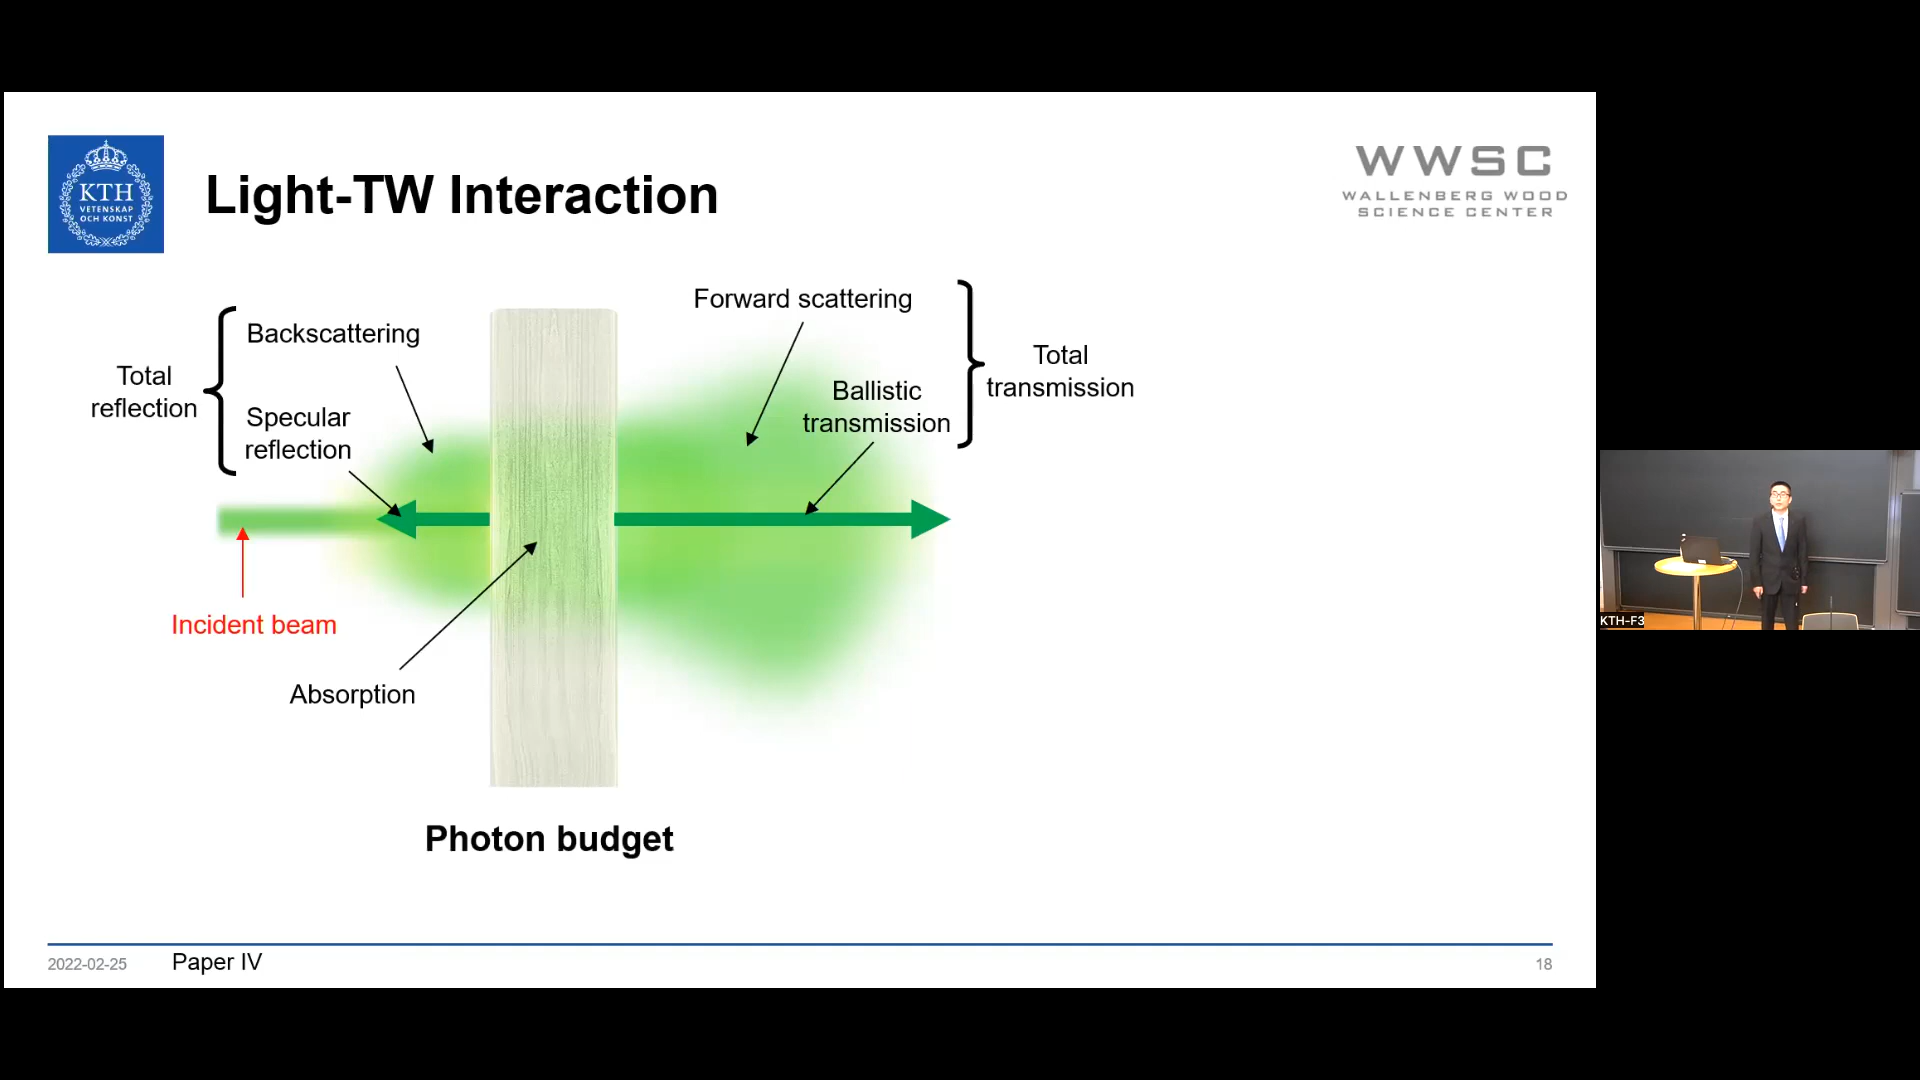 KTH
VETENSKAP
OCH KONST
Light-TW Interaction
WWSC
WALLENBERG WOOD
SCIENCE CENTER
Total
reflection
Backscattering
Specular
reflection
Forward scattering
Ballistic
transmission
Total
transmission
Incident beam
Absorption
Photon budget
2022-02-25
Paper IV
18
KTH-F3